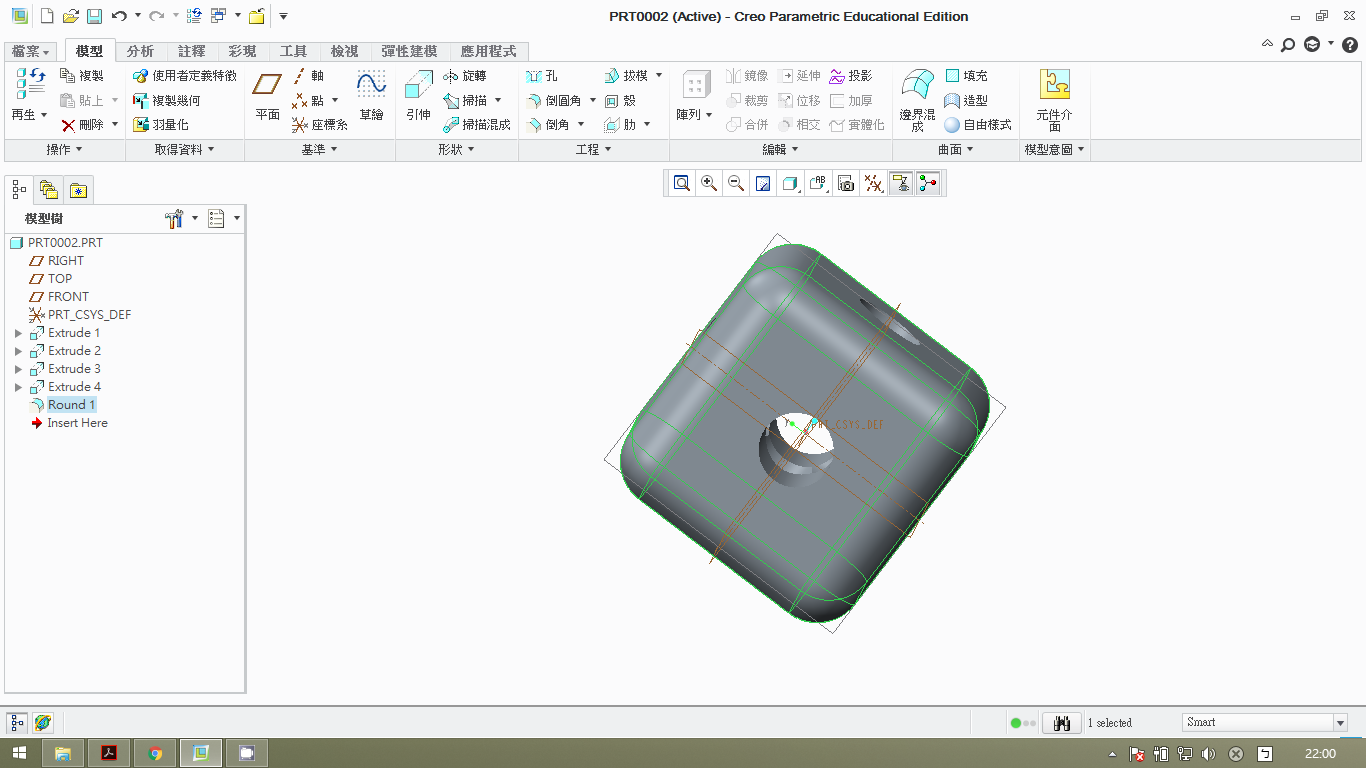 PRT0002 (Active) - Creo Parametric Educational Edition
檔案
模型
分析
註釋
彩現
工具
檢視
彈性建模
應用程式
再生
複製
貼上
刪除
使用者定義特徵
複製幾何
羽量化
平面
軸
點
座標系
草繪
引伸
旋轉
掃描
掃描混成
孔
倒圓角
倒角
拔模
殼
肋
陣列
鏡像
裁剪
合併
延伸
位移
相交
投影
加厚
實體化
邊界混
成
填充
造型
自由樣式
元件介
面
操作
取得資料
基準
形狀
工程
編輯
曲面
模型意圖
模型樹
PRT0002.PRT
RIGHT
TOP
FRONT
PRT_CSYS_DEF
Extrude 1
Extrude 2
Extrude 3
Extrude 4
Round 1
Insert Here
PRT_CSYS_DEF
1 selected
Smart
22:00